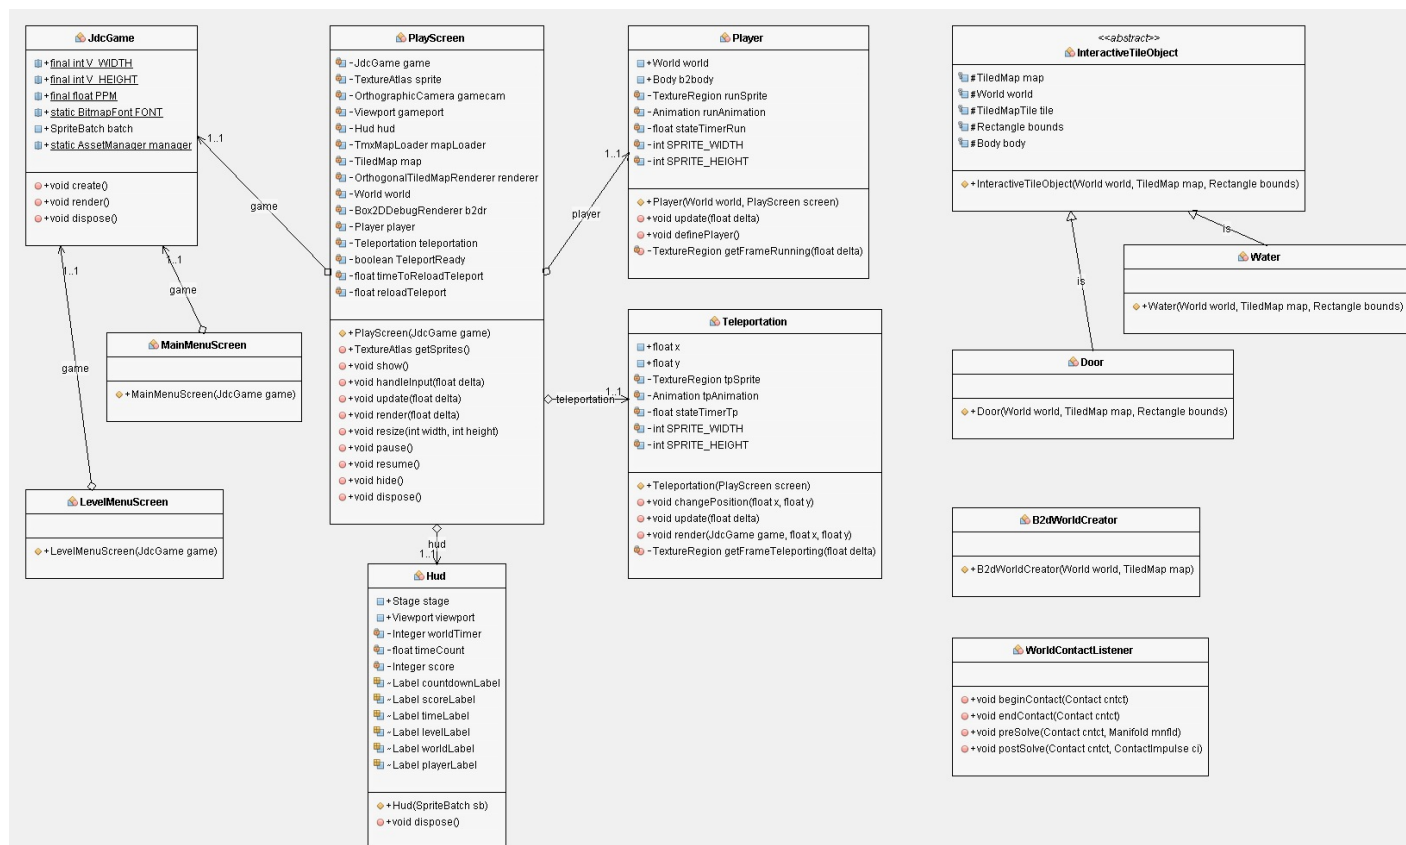 JdcGame
+final int V_WIDTH
+final int V_HEIGHT
+final float PPM
+static BitmapFont FONT
+SpriteBatch batch
+static AssetManager manager
+void create()
+void render()
+void dispose()
1..1
game
1..1
game
1..1
game
MainMenuScreen
+MainMenuScreen(JdcGame game)
LevelMenuScreen
+LevelMenuScreen(JdcGame game)
PlayScreen
-JdcGame game
-TextureAtlas sprite
-OrthographicCamera gamecam
-Viewport gameport
-Hud hud
-TmxMapLoader mapLoader
-TiledMap map
-OrthogonalTiledMapRenderer renderer
-World world
-Box2DDebugRenderer b2dr
-Player player
-Teleportation teleportation
-boolean TeleportReady
-float timeToReloadTeleport
-float reloadTeleport
+PlayScreen(JdcGame game)
+TextureAtlas getSprites()
+void show()
+void handleInput(float delta)
+void update(float delta)
+void render(float delta)
+void resize(int width, int height)
+void pause()
+void resume()
+void hide()
+void dispose()
hud
1..1
Hud
+Stage stage
+Viewport viewport
-Integer worldTimer
-float timeCount
-Integer score
~Label countdownLabel
~Label scoreLabel
~Label timeLabel
~Label levelLabel
~Label worldLabel
~Label playerLabel
+Hud(SpriteBatch sb)
+void dispose()
1..1
player
Player
+World world
+Body b2body
-TextureRegion runSprite
-Animation runAnimation
-float stateTimerRun
-int SPRITE_WIDTH
-int SPRITE_HEIGHT
+Player(World world, PlayScreen screen)
+void update(float delta)
+void definePlayer()
-TextureRegion getFrameRunning(float delta)
1..1
teleportation
Teleportation
+float x
+float y
-TextureRegion tpSprite
-Animation tpAnimation
-float stateTimerTp
-int SPRITE_WIDTH
-int SPRITE_HEIGHT
+Teleportation(PlayScreen screen)
+void changePosition(float x, float y)
+void update(float delta)
+void render(JdcGame game, float x, float y)
-TextureRegion getFrameTeleporting(float delta)
<<abstract>>
InteractiveTileObject
#TiledMap map
#World world
#TiledMapTile tile
#Rectangle bounds
#Body body
+InteractiveTileObject(World world, TiledMap map, Rectangle bounds)
is
Water
+Water(World world, TiledMap map, Rectangle bounds)
is
Door
+Door(World world, TiledMap map, Rectangle bounds)
B2dWorldCreator
+B2dWorldCreator(World world, TiledMap map)
WorldContactListener
+void beginContact(Contact cntct)
+void endContact(Contact cntct)
+void preSolve(Contact cntct, Manifold mnfld)
+void postSolve(Contact cntct, ContactImpulse ci)